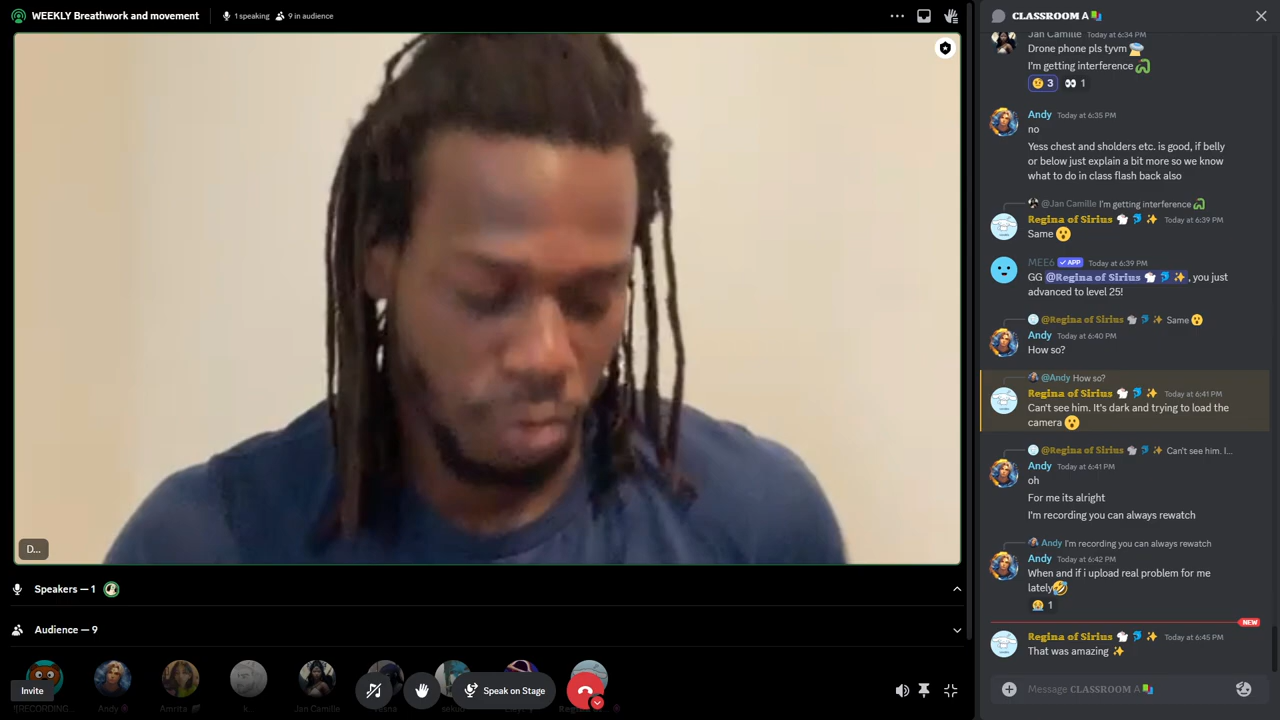 WEEKLY Breathwork and movement
1 speaking
9 in audience
CLASSROOM A
Jan Camille Today at 6:34 PM
Drone phone pls tyvm
I'm getting interference
3
1
Andy Today at 6:35 PM
no
Yess chest and sholders etc. is good, if belly
or below just explain a bit more so we know
what to do in class flash back also
@Jan Camille I'm getting interference
Regina of Sirius Today at 6:39 PM
Same
MEE6 APP Today at 6:39 PM
GG @Regina of Sirius , you just
advanced to level 25!
@Regina of Sirius Same
Andy Today at 6:40 PM
How so?
@Andy How so?
Regina of Sirius Today at 6:41 PM
Can't see him. It's dark and trying to load the
camera
@Regina of Sirius Can't see him. I...
Andy Today at 6:41 PM
oh
For me its alright
I'm recording you can always rewatch
Andy I'm recording you can always rewatch
Andy Today at 6:42 PM
When and if i upload real problem for me
lately
1
NEW
Regina of Sirius Today at 6:45 PM
That was amazing
Message CLASSROOM A
D...
Speakers — 1
Audience — 9
Invite
Speak on Stage
Andy
Amrita
k...
Jan Camille